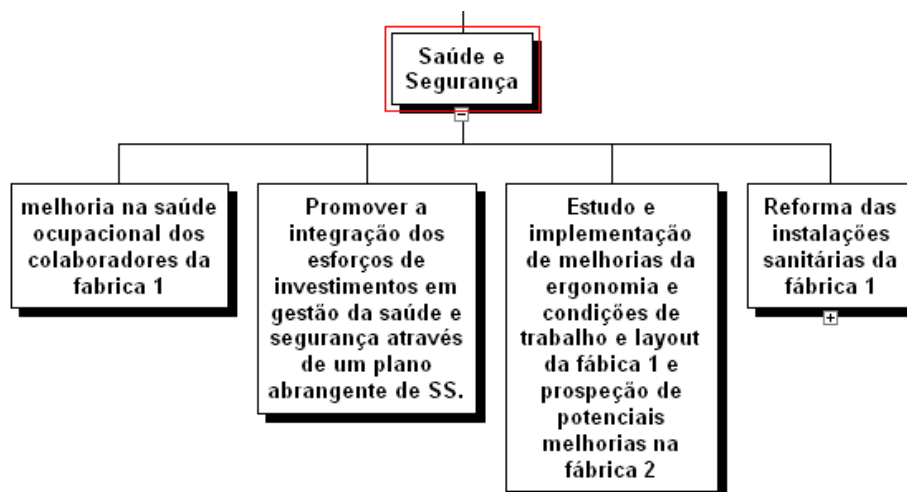 Saúde e
Segurança
melhoria na saúde
ocupacional dos
colaboradores da
fabrica 1
Promover a
integração dos
esforços de
investimentos em
gestão da saúde e
segurança através
de um plano
abrangente de SS.
Estudo e
implementação
de melhorias da
ergonomia e
condições de
trabalho e layout
da fábica 1 e
prospeção de
potenciais
melhorias na
fábrica 2
Reforma das
instalações
sanitárias da
fábrica 1